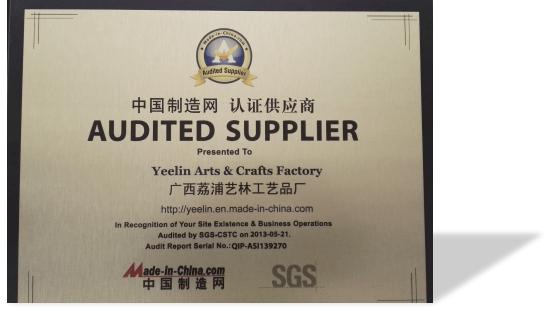 Made-in-China.com
Audited Supplier
中国制造网 认证供应商
AUDITED SUPPLIER
Presented To
Yeelin Arts & Crafts Factory
广西荔浦艺林工艺品厂
http://yeelin.en.made-in-china.com
In Recognition of Your Site Existence & Business Operations
Audited by SGS-CSTC on 2013-05-21.
Audit Report Serial No.:QIP-ASI139270
Made-in-China.com
中国制造网
SGS